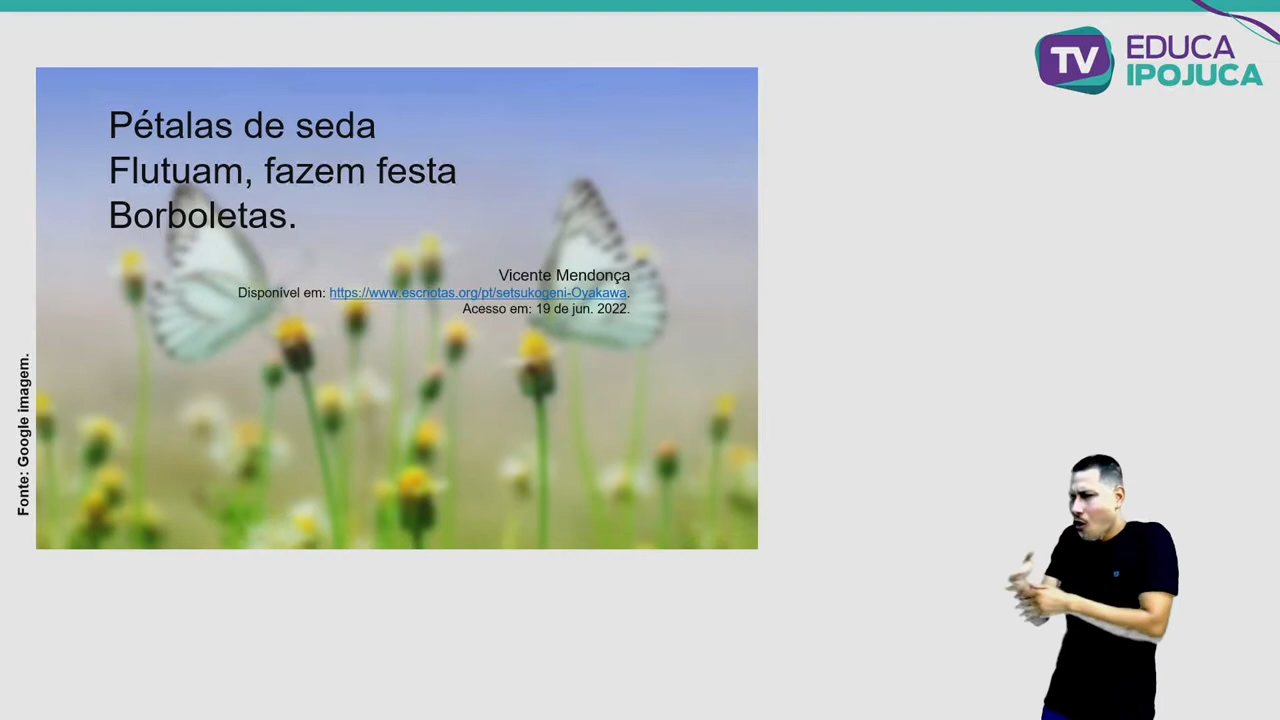 TV
EDUCA
IPOJUCA
Pétalas de seda
Flutuam, fazem festa
Borboletas.
Vicente Mendonça
Disponível em: https://www.escritas.org/pt/setsukogeni-Oyakawa.
Acesso em: 19 de jun. 2022.
Fonte: Google imagem.